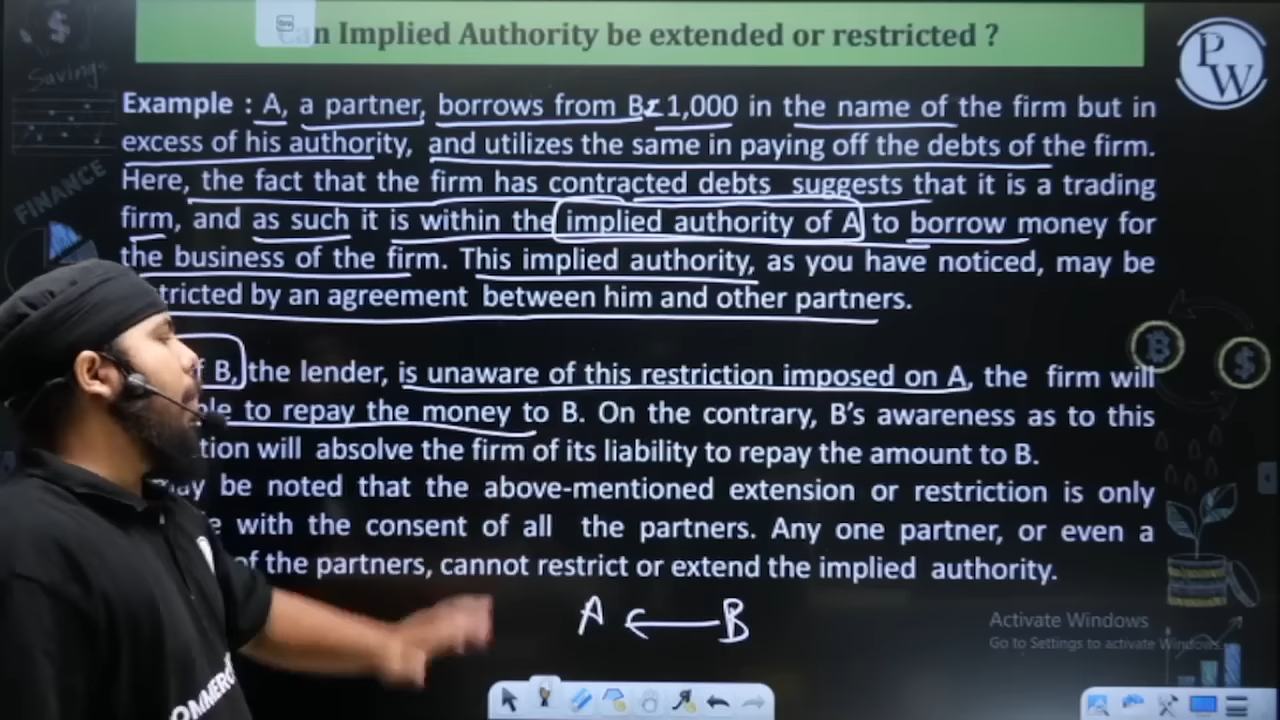 an Implied Authority be extended or restricted ?
P
W
Savings
FINANCE
Example : A, a partner, borrows from B₹ 1,000 in the name of the firm but in
excess of his authority, and utilizes the same in paying off the debts of the firm.
Here, the fact that the firm has contracted debts suggests that it is a trading
firm, and as such it is within the implied authority of A to borrow money for
the business of the firm. This implied authority, as you have noticed, may be
tricted by an agreement between him and other partners.
f B, the lender, is unaware of this restriction imposed on A, the firm will
ble to repay the money to B. On the contrary, B's awareness as to this
tion will absolve the firm of its liability to repay the amount to B.
may be noted that the above-mentioned extension or restriction is only
e with the consent of all the partners. Any one partner, or even a
of the partners, cannot restrict or extend the implied authority.
A ← B
Activate Windows
Go to Settings to activate Windows.
OMMERC